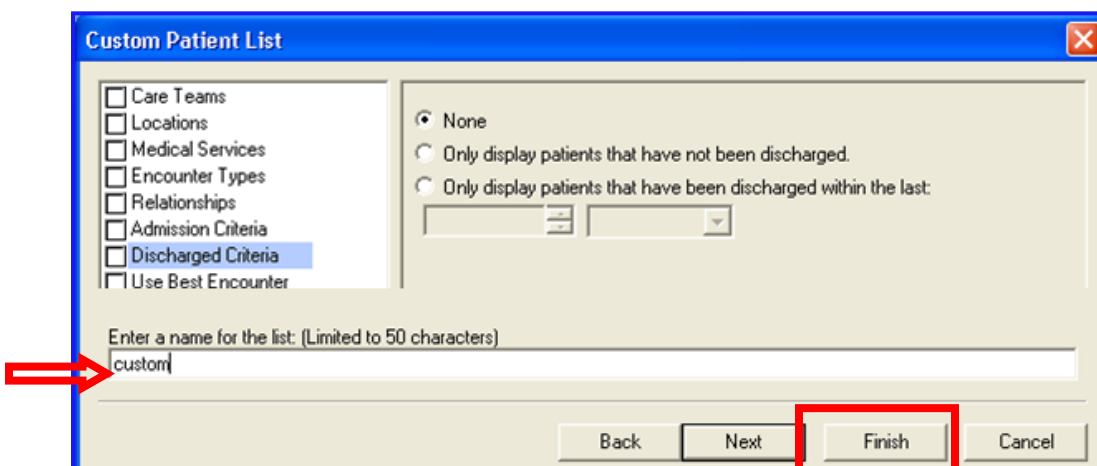 Custom Patient List
Care Teams
Locations
Medical Services
Encounter Types
Relationships
Admission Criteria
Discharged Criteria
Use Best Encounter
None
Only display patients that have not been discharged.
Only display patients that have been discharged within the last:
Enter a name for the list: (Limited to 50 characters)
custom
Back Next Finish Cancel